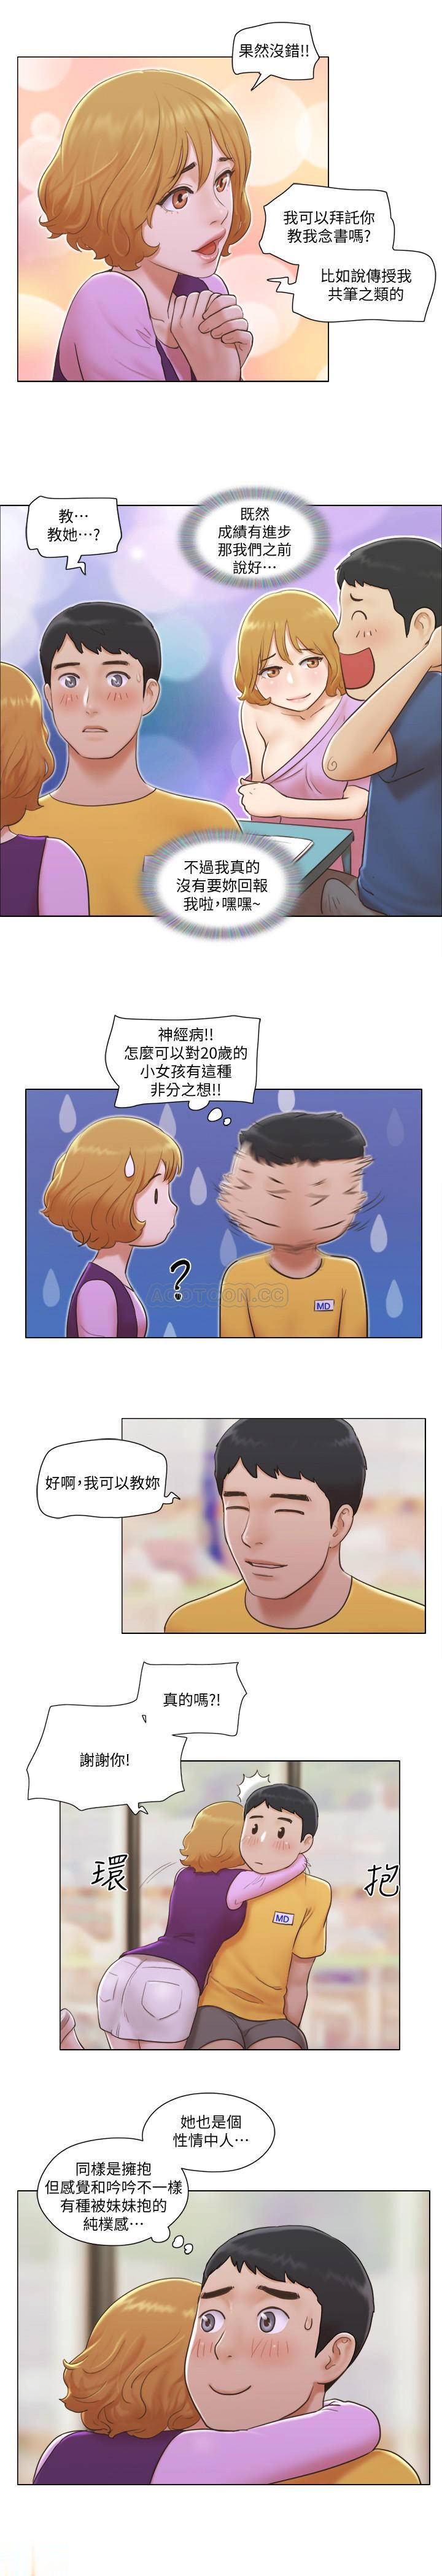 果然沒錯!!
我可以拜託你
教我念書嗎?
比如說傳授我
共筆之類的
教⋯
教她⋯?
既然
成績有進步
那我們之前
說好⋯
不過我真的
沒有要妳回報
我啦,嘿嘿~
神經病!!
怎麼可以對20歲的
小女孩有這種
非分之想!!
?
MD
好啊,我可以教妳
真的嗎?!
謝謝你!
環
抱
MD
她也是個
性情中人⋯
同樣是擁抱
但感覺和吟吟不一樣
有種被妹妹抱的
純樸感⋯